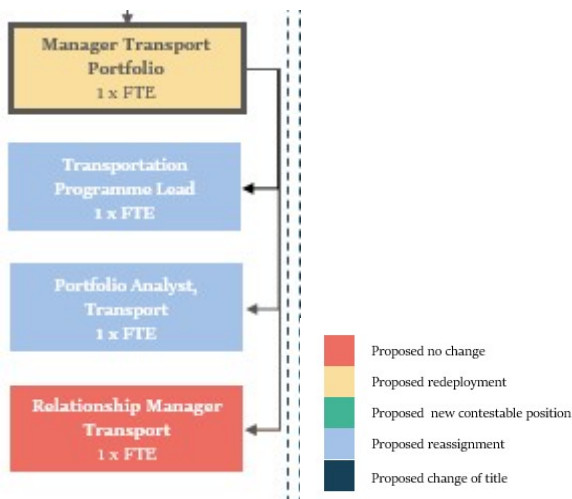 Manager Transport
Portfolio
1 x FTE
Transportation
Programme Lead
1 x FTE
Portfolio Analyst,
Transport
1 x FTE
Relationship Manager
Transport
1 x FTE
Proposed no change
Proposed redeployment
Proposed new contestable position
Proposed reassignment
Proposed change of title